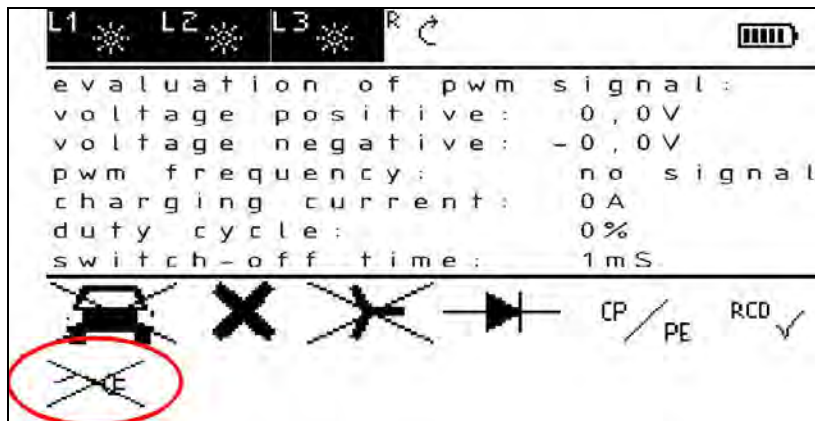 L1 L2 L3 R
evaluation of pwm signal:
voltage positive: 0,0V
voltage negative: -0,0V
pwm frequency: no signal
charging current: 0A
duty cycle: 0%
switch-off time: 1mS
CP/PE RCD